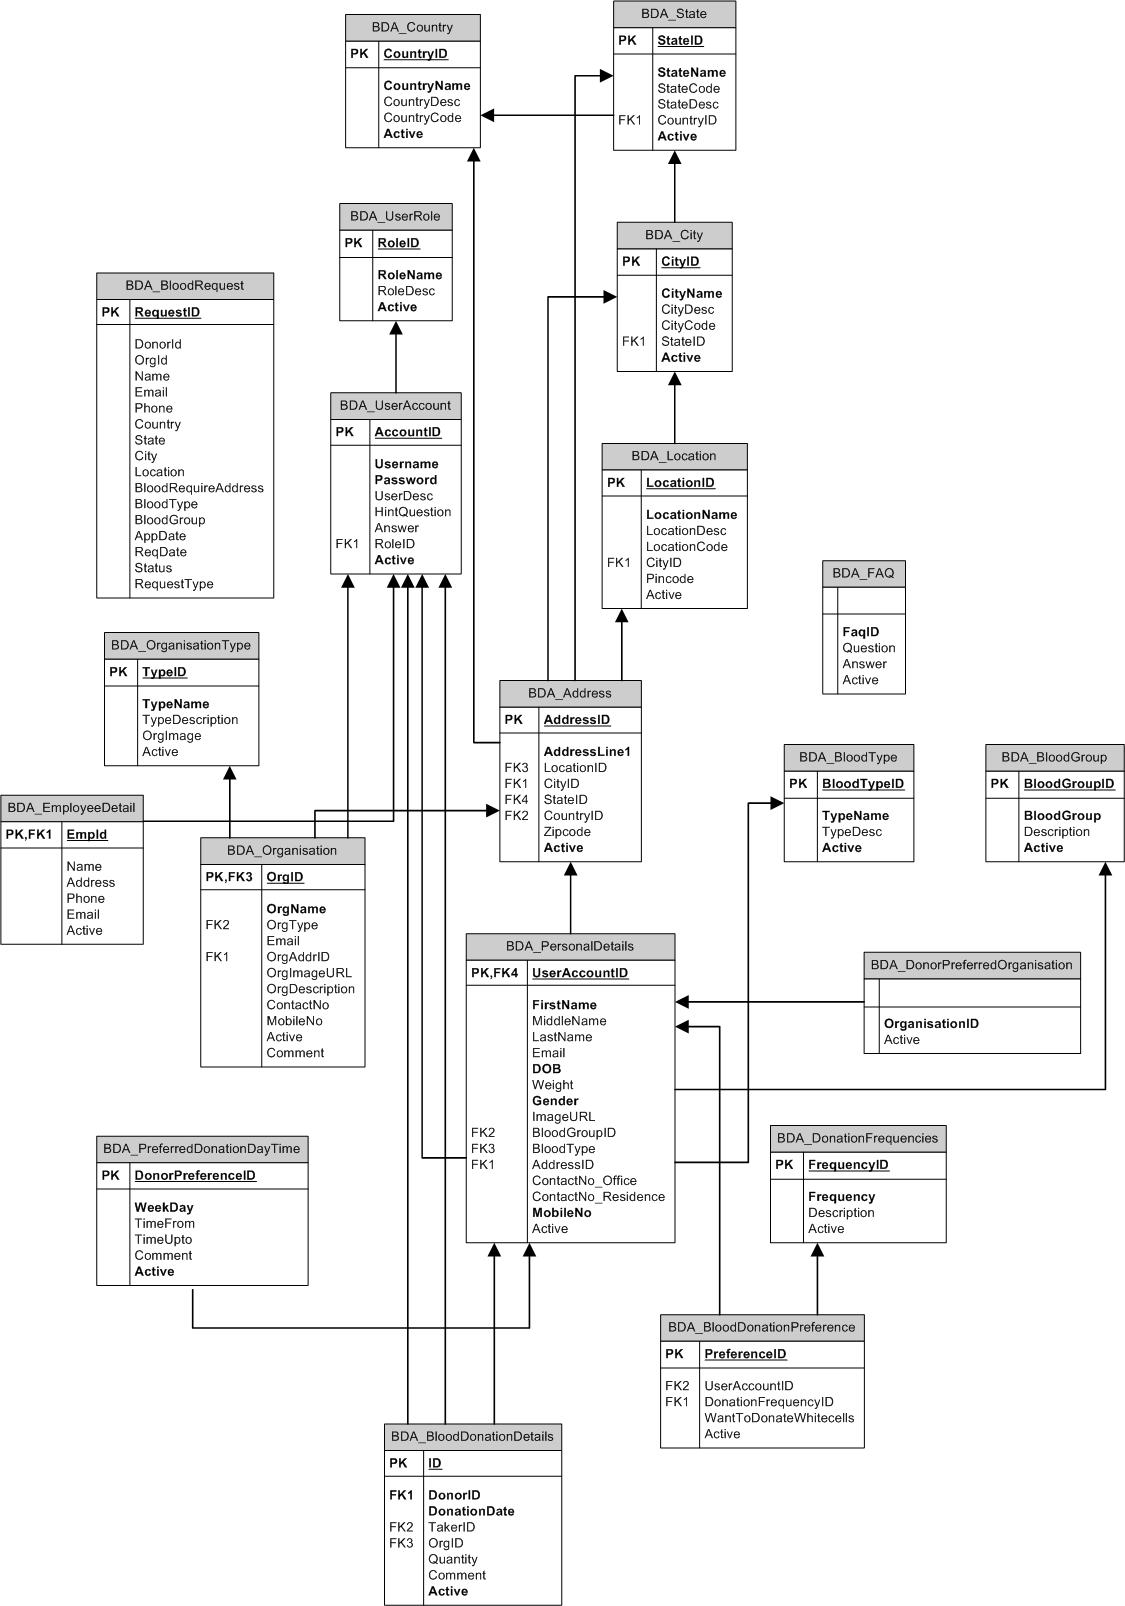 BDA_Country
PK CountryID
CountryName
CountryDesc
CountryCode
Active
BDA_State
PK StateID
StateName
StateCode
StateDesc
FK1 CountryID
Active
BDA_UserRole
PK RoleID
RoleName
RoleDesc
Active
BDA_City
PK CityID
CityName
CityDesc
CityCode
FK1 StateID
Active
BDA_BloodRequest
PK RequestID
DonorId
OrgId
Name
Email
Phone
Country
State
City
Location
BloodRequireAddress
BloodType
BloodGroup
AppDate
ReqDate
Status
RequestType
BDA_UserAccount
PK AccountID
Username
Password
UserDesc
HintQuestion
Answer
FK1 RoleID
Active
BDA_Location
PK LocationID
LocationName
LocationDesc
LocationCode
FK1 CityID
Pincode
Active
BDA_FAQ
FaqID
Question
Answer
Active
BDA_OrganisationType
PK TypeID
TypeName
TypeDescription
OrgImage
Active
BDA_Address
PK AddressID
AddressLine1
FK3 LocationID
FK1 CityID
FK4 StateID
FK2 CountryID
Zipcode
Active
BDA_BloodType
PK BloodTypeID
TypeName
TypeDesc
Active
BDA_BloodGroup
PK BloodGroupID
BloodGroup
Description
Active
BDA_EmployeeDetail
PK,FK1 EmpId
Name
Address
Phone
Email
Active
BDA_Organisation
PK,FK3 OrgID
OrgName
FK2 OrgType
Email
FK1 OrgAddrID
OrgImageURL
OrgDescription
ContactNo
MobileNo
Active
Comment
BDA_PersonalDetails
PK,FK4 UserAccountID
FirstName
MiddleName
LastName
Email
DOB
Weight
Gender
ImageURL
FK2 BloodGroupID
FK3 BloodType
FK1 AddressID
ContactNo_Office
ContactNo_Residence
MobileNo
Active
BDA_DonorPreferredOrganisation
OrganisationID
Active
BDA_PreferredDonationDayTime
PK DonorPreferenceID
WeekDay
TimeFrom
TimeUpto
Comment
Active
BDA_DonationFrequencies
PK FrequencyID
Frequency
Description
Active
BDA_BloodDonationPreference
PK PreferenceID
FK2 UserAccountID
FK1 DonationFrequencyID
WantToDonateWhitecells
Active
BDA_BloodDonationDetails
PK ID
FK1 DonorID
DonationDate
FK2 TakerID
FK3 OrgID
Quantity
Comment
Active